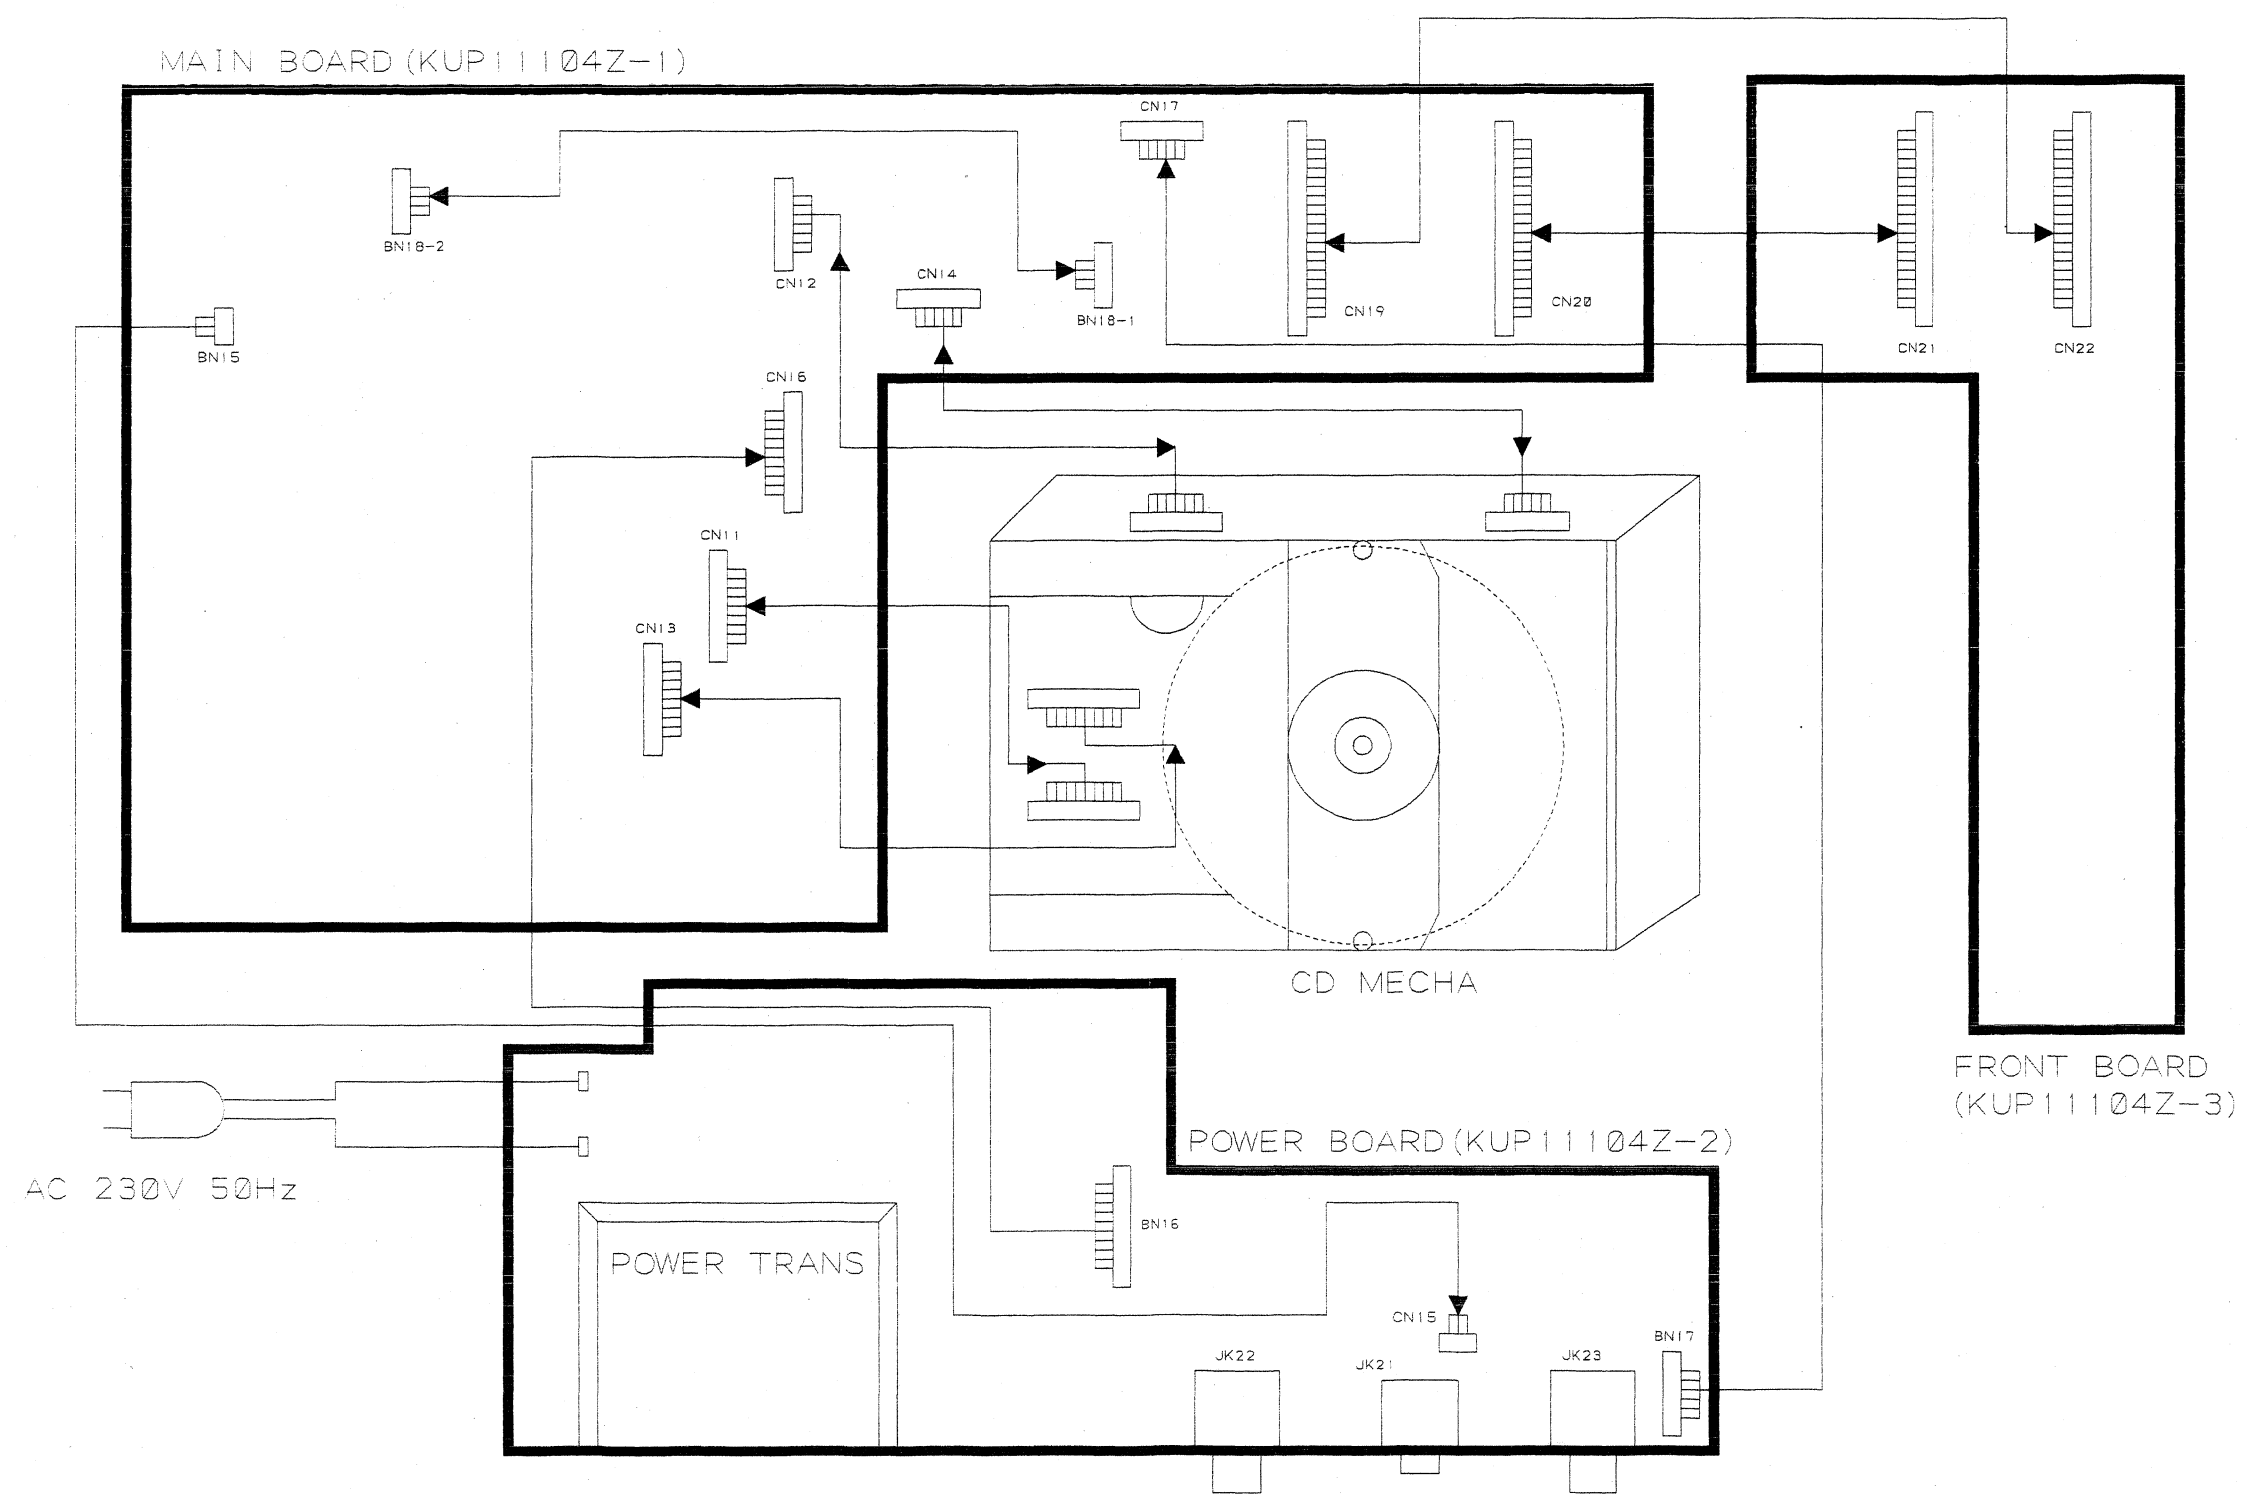 MAIN BOARD(KUP11104Z-1)
CN17
BN18-2
CN12
CN14
BN18-1
CN19
CN20
BN15
CN21
CN22
CN16
CN11
CN13
CD MECHA
FRONT BOARD
(KUP11104Z-3)
POWER BOARD(KUP11104Z-2)
AC 230V 50Hz
BN16
POWER TRANS
CN15
BN17
JK22
JK21
JK23